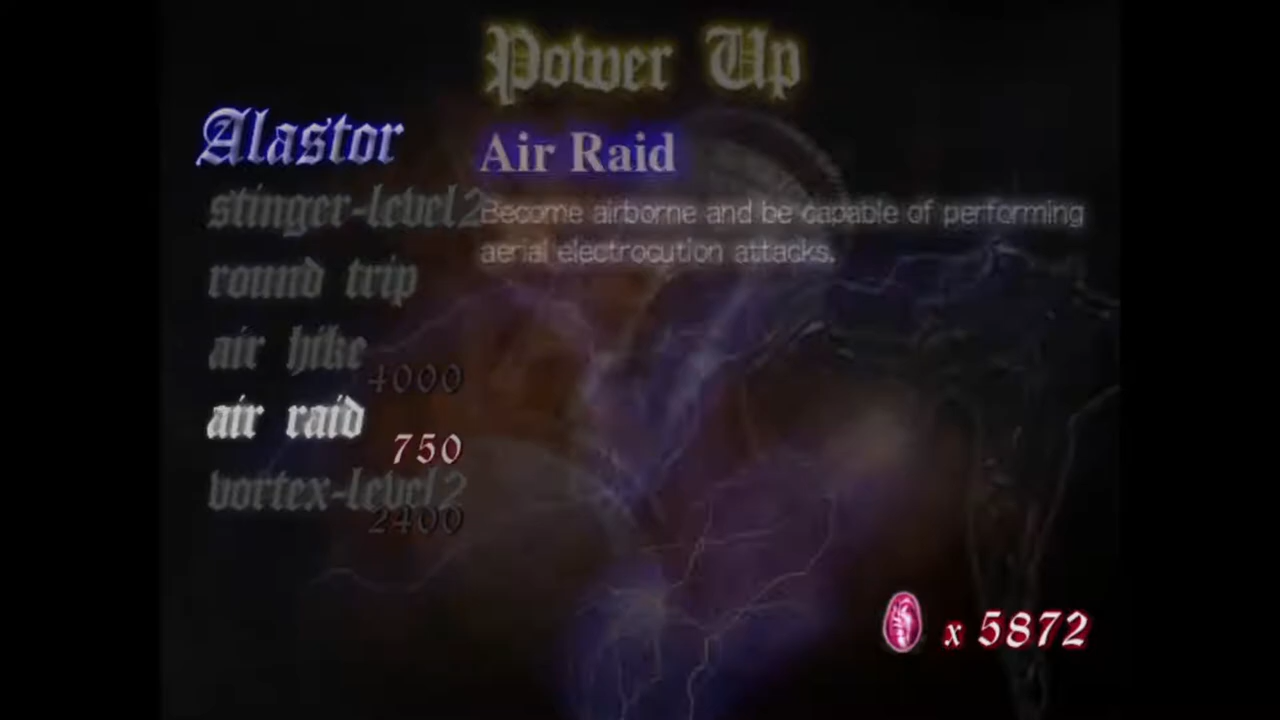 Power Up
Alastor
Air Raid
stinger-level2
Become airborne and be capable of performing
aerial electrocution attacks.
round trip
air hike
4000
air raid
750
vortex-level2
2400
x 5872